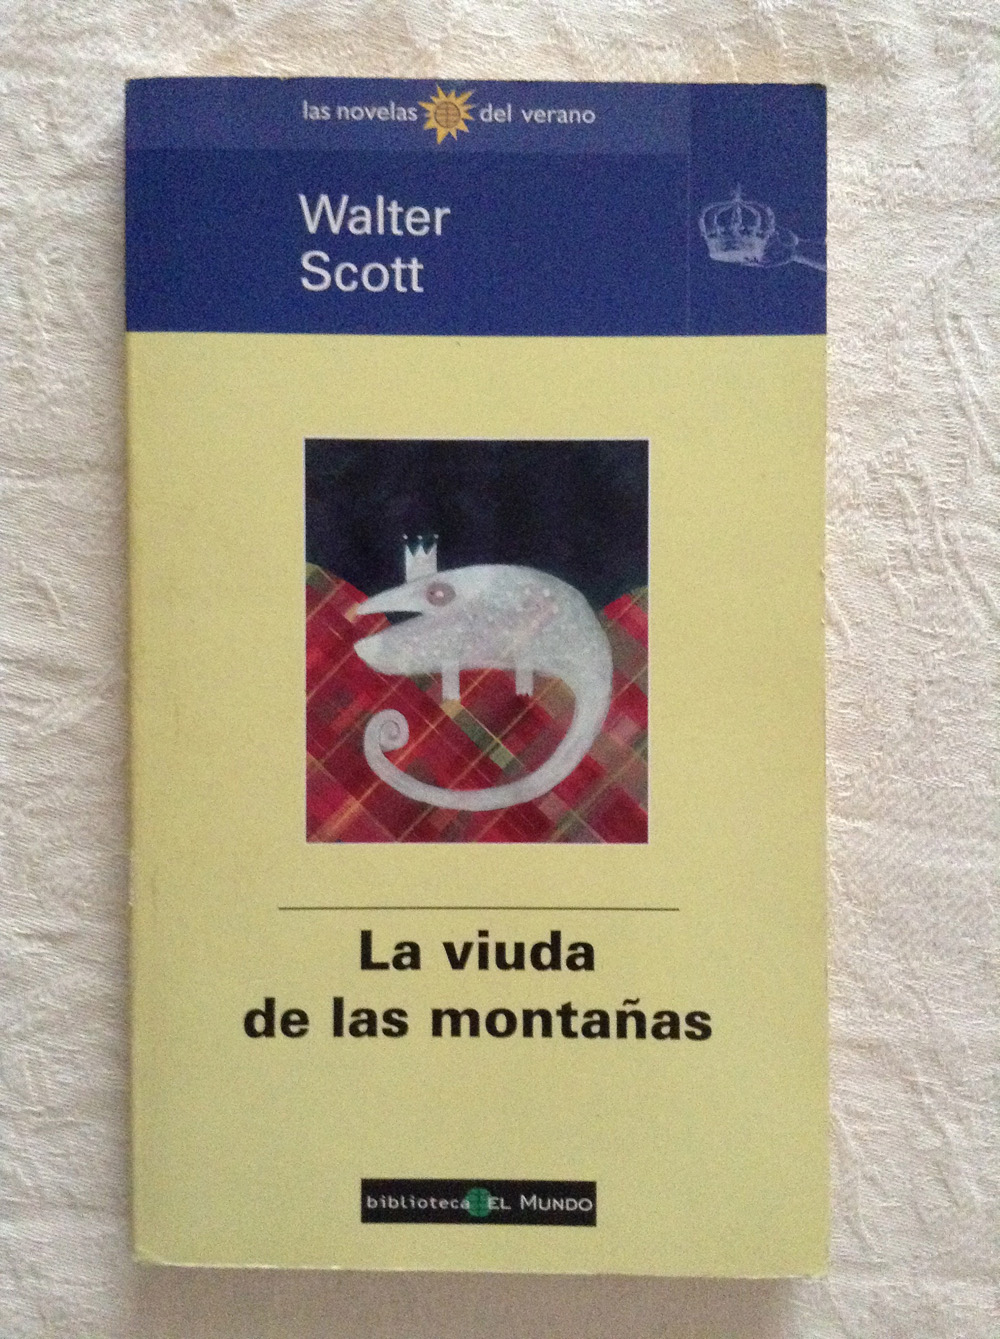 las novelas del verano
Walter
Scott
La viuda
de las montañas
biblioteca EL MUNDO